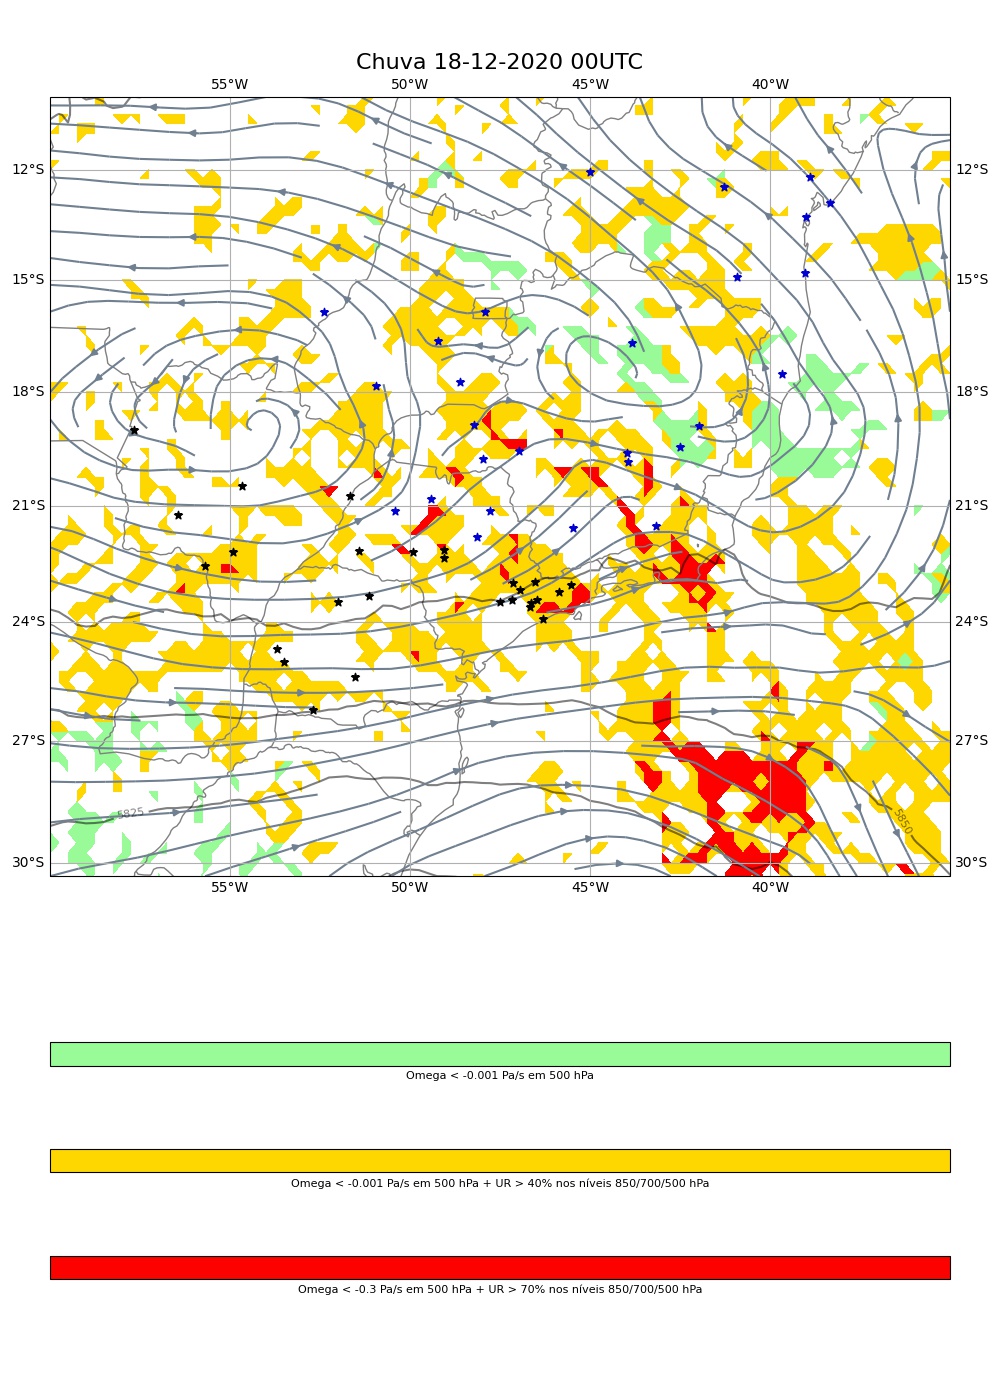 Chuva 18-12-2020 00UTC
55°W 50°W 45°W 40°W
12°S 12°S
15°S 15°S
18°S 18°S
21°S 21°S
24°S 24°S
27°S 27°S
5825
5850
30°S 30°S
55°W 50°W 45°W 40°W
Omega < -0.001 Pa/s em 500 hPa
Omega < -0.001 Pa/s em 500 hPa + UR > 40% nos níveis 850/700/500 hPa
Omega < -0.3 Pa/s em 500 hPa + UR > 70% nos níveis 850/700/500 hPa